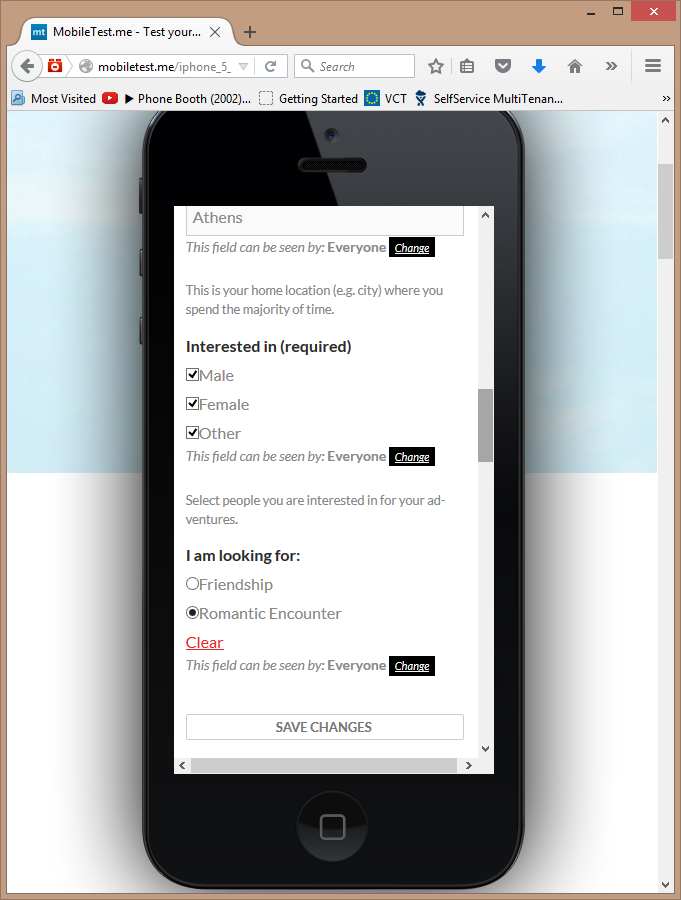 mt MobileTest.me - Test your...
mobiletest.me/iphone_5_
Search
Most Visited
Phone Booth (2002)...
Getting Started
VCT
SelfService MultiTenan...
Athens
This field can be seen by: Everyone Change
This is your home location (e.g. city) where you
spend the majority of time.
Interested in (required)
Male
Female
Other
This field can be seen by: Everyone Change
Select people you are interested in for your ad-
ventures.
I am looking for:
Friendship
Romantic Encounter
Clear
This field can be seen by: Everyone Change
SAVE CHANGES